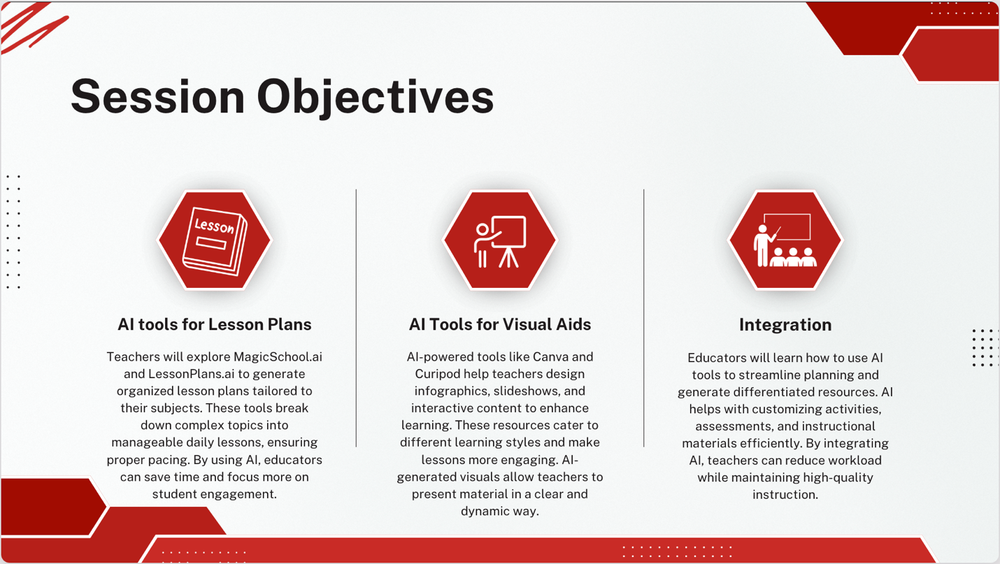 Session Objectives
Lesson
AI tools for Lesson Plans
Teachers will explore MagicSchool.ai
and LessonPlans.ai to generate
organized lesson plans tailored to
their subjects. These tools break
down complex topics into
manageable daily lessons, ensuring
proper pacing. By using AI, educators
can save time and focus more on
student engagement.
AI Tools for Visual Aids
AI-powered tools like Canva and
Curipod help teachers design
infographics, slideshows, and
interactive content to enhance
learning. These resources cater to
different learning styles and make
lessons more engaging. AI-
generated visuals allow teachers to
present material in a clear and
dynamic way.
Integration
Educators will learn how to use AI
tools to streamline planning and
generate differentiated resources. AI
helps with customizing activities,
assessments, and instructional
materials efficiently. By integrating
AI, teachers can reduce workload
while maintaining high-quality
instruction.